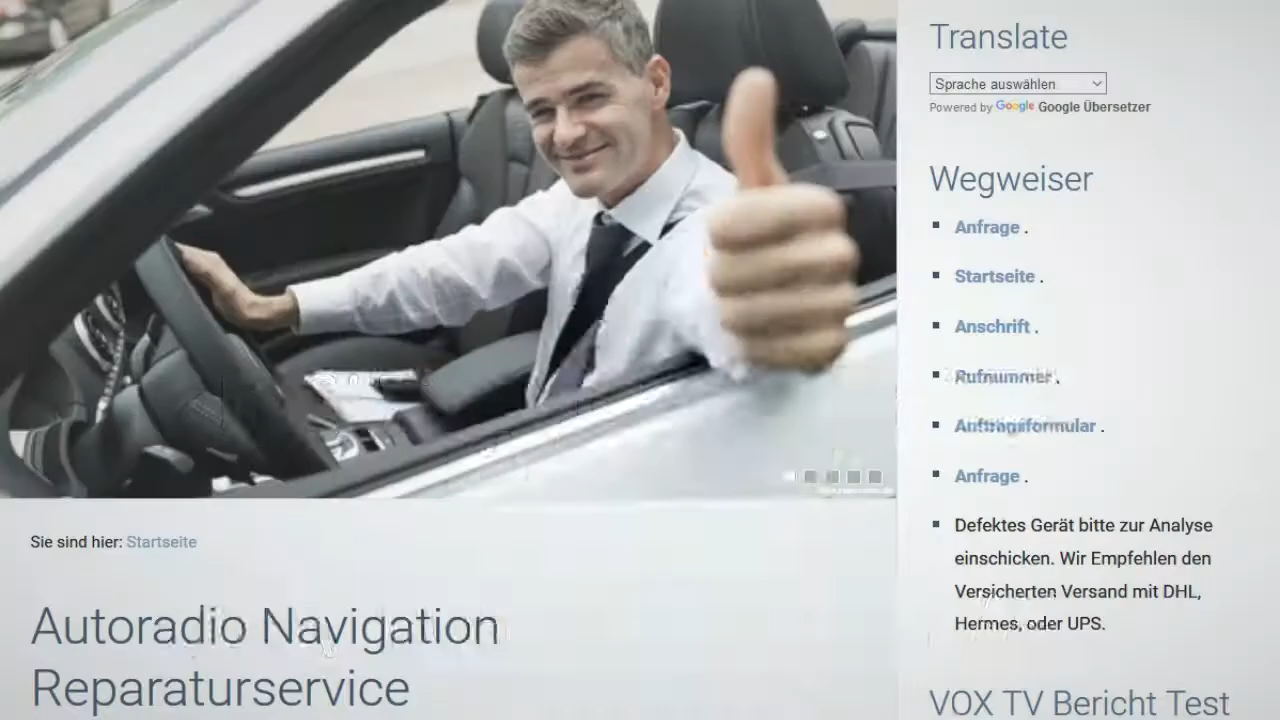 Translate
Sprache auswählen
Powered by Google Google Übersetzer
Wegweiser
Anfrage .
Startseite .
Anschrift .
Rufnummer .
Auftragsformular .
Anfrage .
Defektes Gerät bitte zur Analyse
einschicken. Wir Empfehlen den
Versicherten Versand mit DHL,
Hermes, oder UPS.
VOX TV Bericht Test
Sie sind hier: Startseite
Autoradio Navigation
Reparaturservice